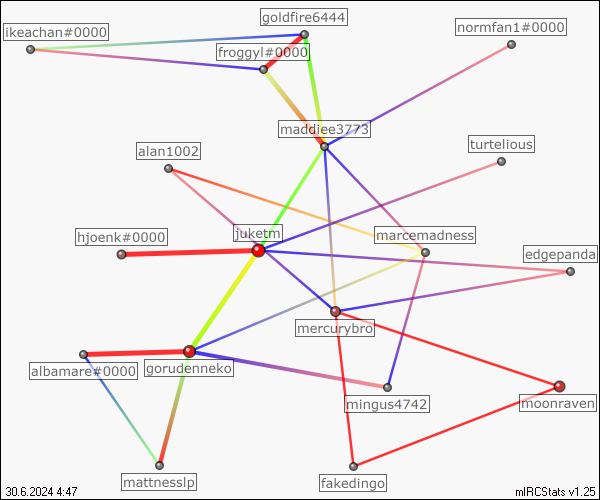 goldfire6444
normfan1#0000
ikeachan#0000
froggyl#0000
maddiee3773
turtelious
alan1002
juketm
marcemadness
hjoenk#0000
edgepanda
mercurybro
gorudenneko
albamare#0000
moonraven
mingus4742
mattnesslp
fakedingo
30.6.2024 4:47
mIRCStats v1.25